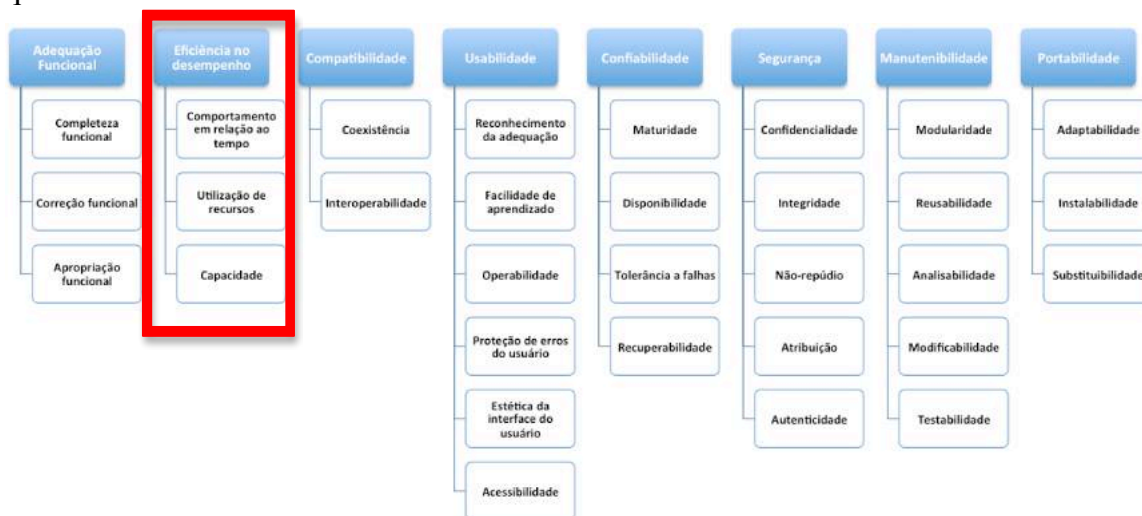 Adequação
Funcional
Completeza
funcional
Correção funcional
Apropriação
funcional
Eficiência no
desempenho
Comportamento
em relação ao
tempo
Utilização de
recursos
Capacidade
Compatibilidade
Coexistência
Interoperabilidade
Usabilidade
Reconhecimento
da adequação
Facilidade de
aprendizado
Operabilidade
Proteção de erros
do usuário
Estética da
interface do
usuário
Acessibilidade
Confiabilidade
Maturidade
Disponibilidade
Tolerância a falhas
Recuperabilidade
Segurança
Confidencialidade
Integridade
Não-repúdio
Atribuição
Autenticidade
Manutenibilidade
Modularidade
Reusabilidade
Analisabilidade
Modificabilidade
Testabilidade
Portabilidade
Adaptabilidade
Instalabilidade
Substituibilidade